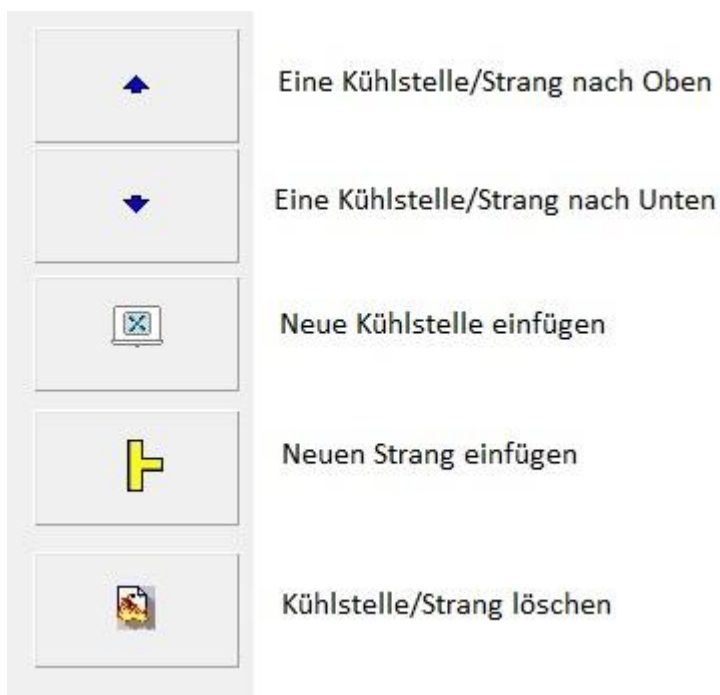 Eine Kühlstelle/Strang nach Oben
Eine Kühlstelle/Strang nach Unten
Neue Kühlstelle einfügen
Neuen Strang einfügen
Kühlstelle/Strang löschen